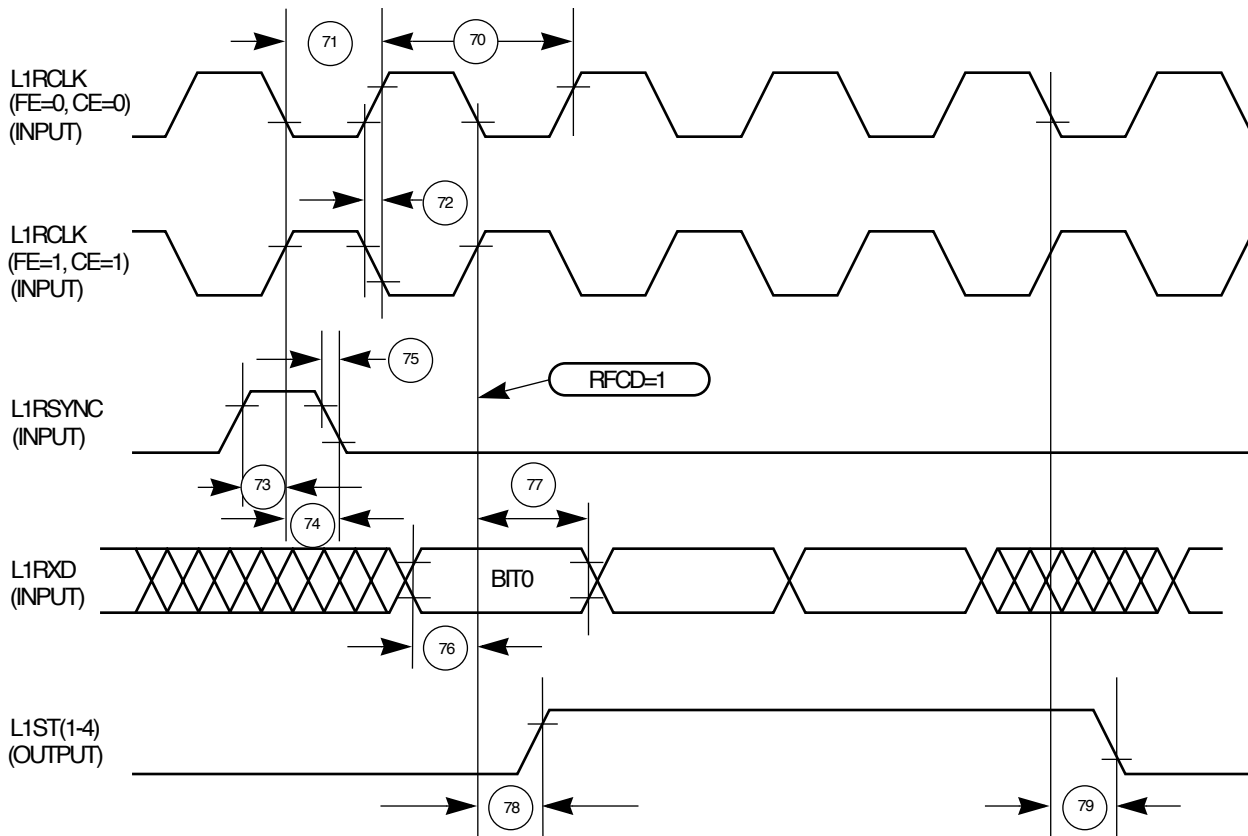 71
70
L1RCLK
(FE=0, CE=0)
(INPUT)
72
L1RCLK
(FE=1, CE=1)
(INPUT)
75
RFCD=1
L1RSYNC
(INPUT)
73
77
74
L1RXD
(INPUT)
BIT0
76
L1ST(1-4)
(OUTPUT)
78
79